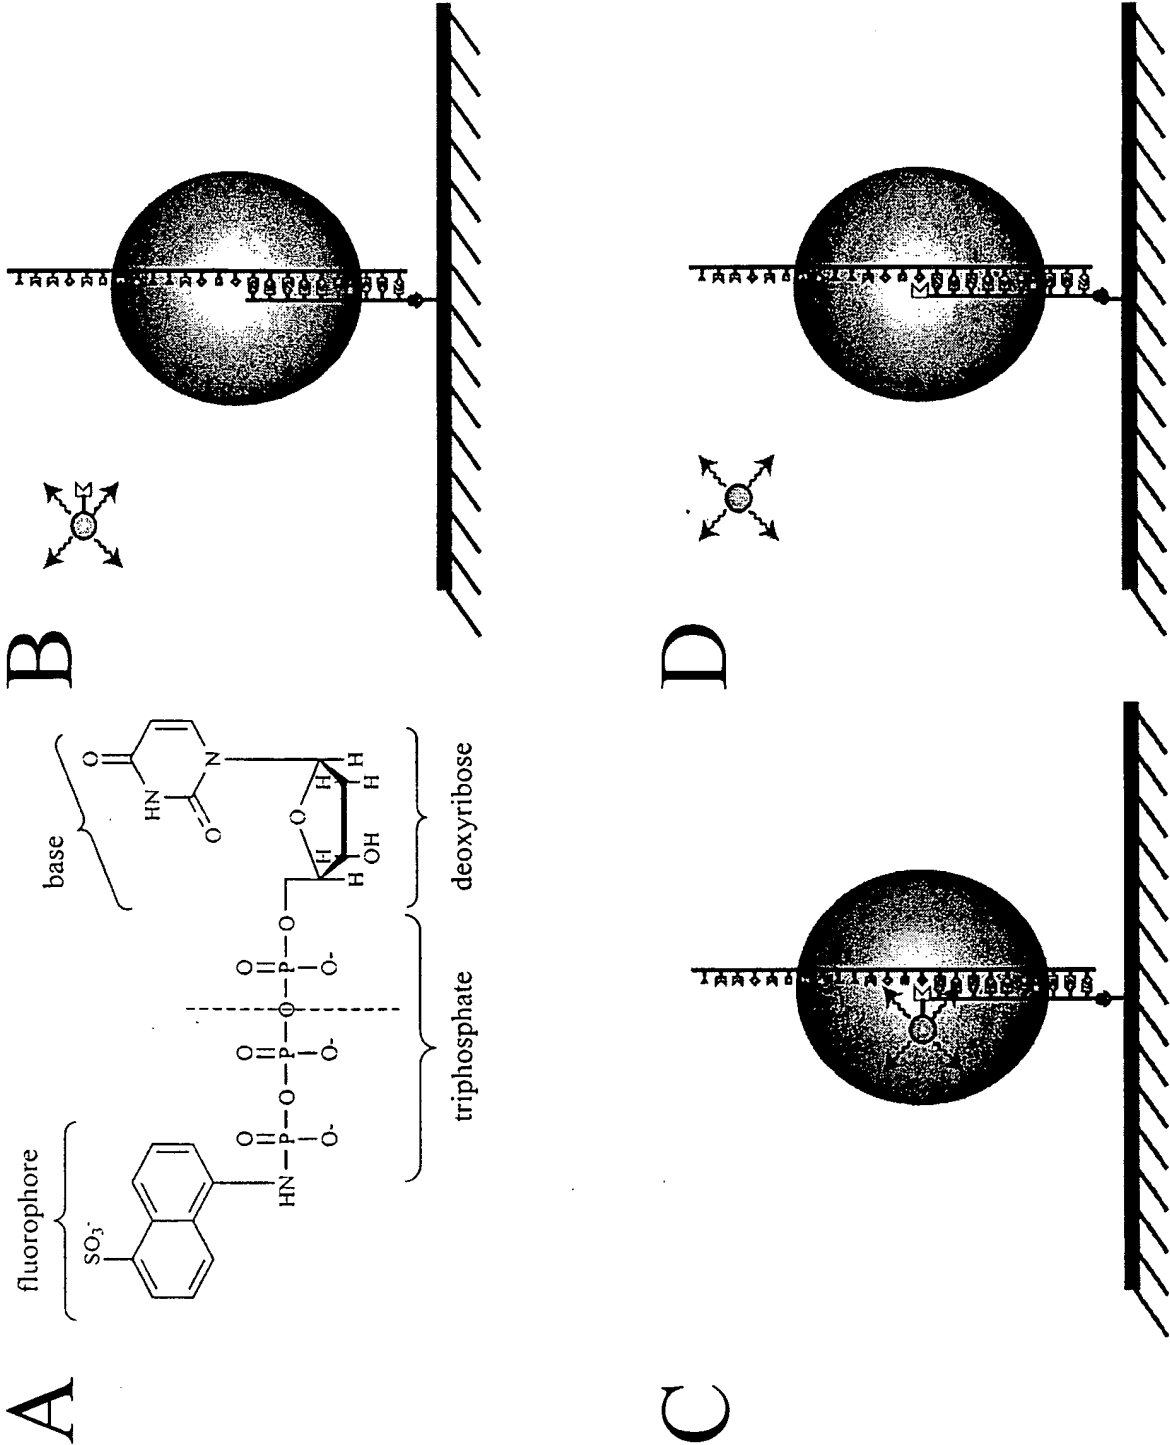 A
fluorophore
base
SO3-
HN
O
O
O
P
P
P
O
O
O
O-
O-
O-
O
HN
O
N
O
H
H
H
H
H
OH
triphosphate
deoxyribose
B
C
D